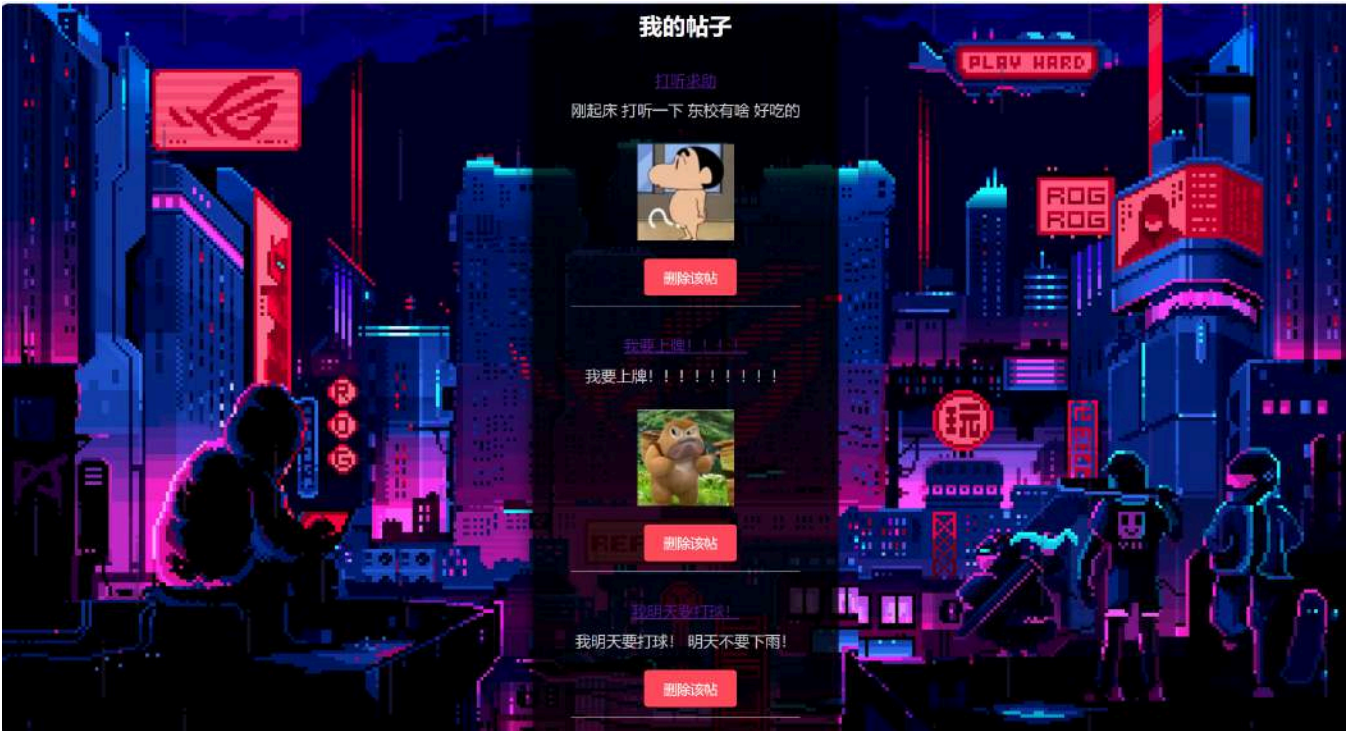 我的帖子
PLAY HARD
打听求助
刚起床 打听一下 东校有啥 好吃的
删除该帖
ROG
ROG
我要上牌！！！！
我要上牌！！！！！！！！！
R
O
G
玩
删除该帖
我明天要打球！
我明天要打球！ 明天不要下雨！
删除该帖